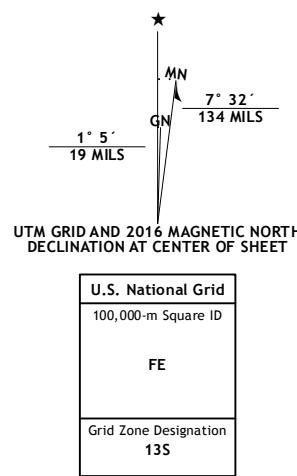 ★
MN
7° 32´
134 MILS
GN
1° 5´
19 MILS
UTM GRID AND 2016 MAGNETIC NORTH
DECLINATION AT CENTER OF SHEET
U.S. National Grid
100,000-m Square ID
FE
Grid Zone Designation
13S